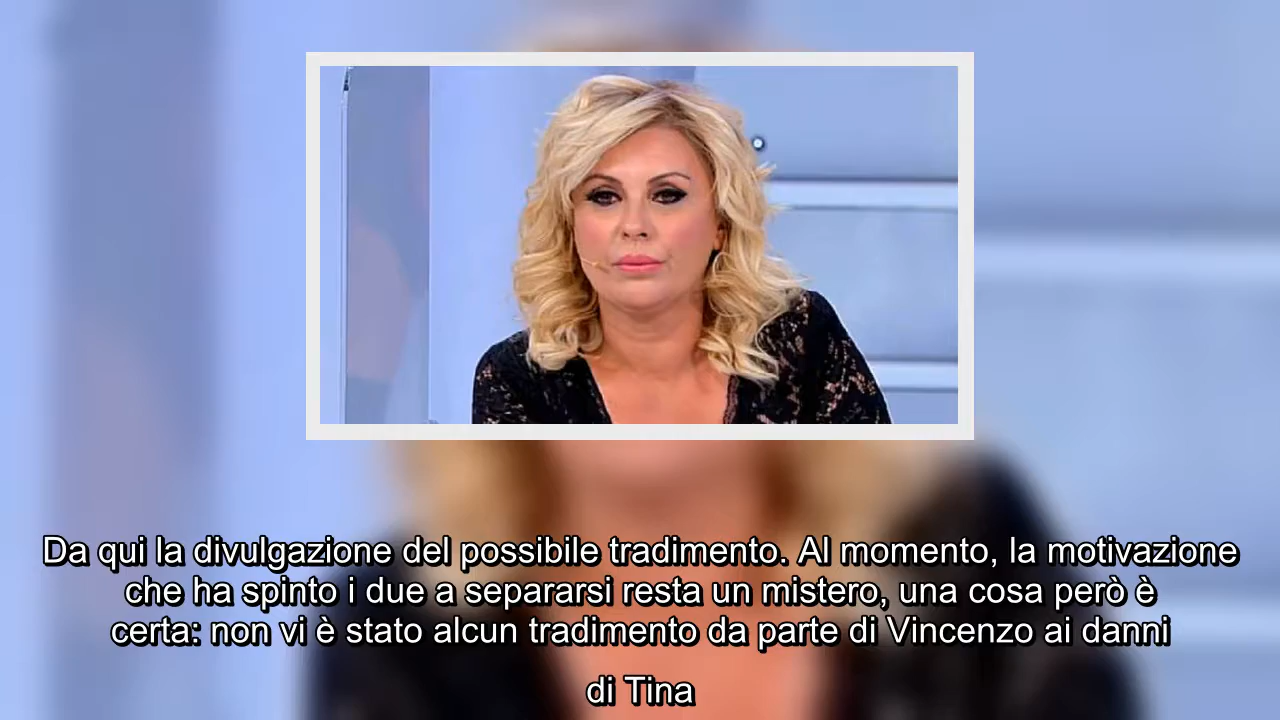 Da qui la divulgazione del possibile tradimento. Al momento, la motivazione
che ha spinto i due a separarsi resta un mistero, una cosa però è
certa: non vi è stato alcun tradimento da parte di Vincenzo ai danni
di Tina